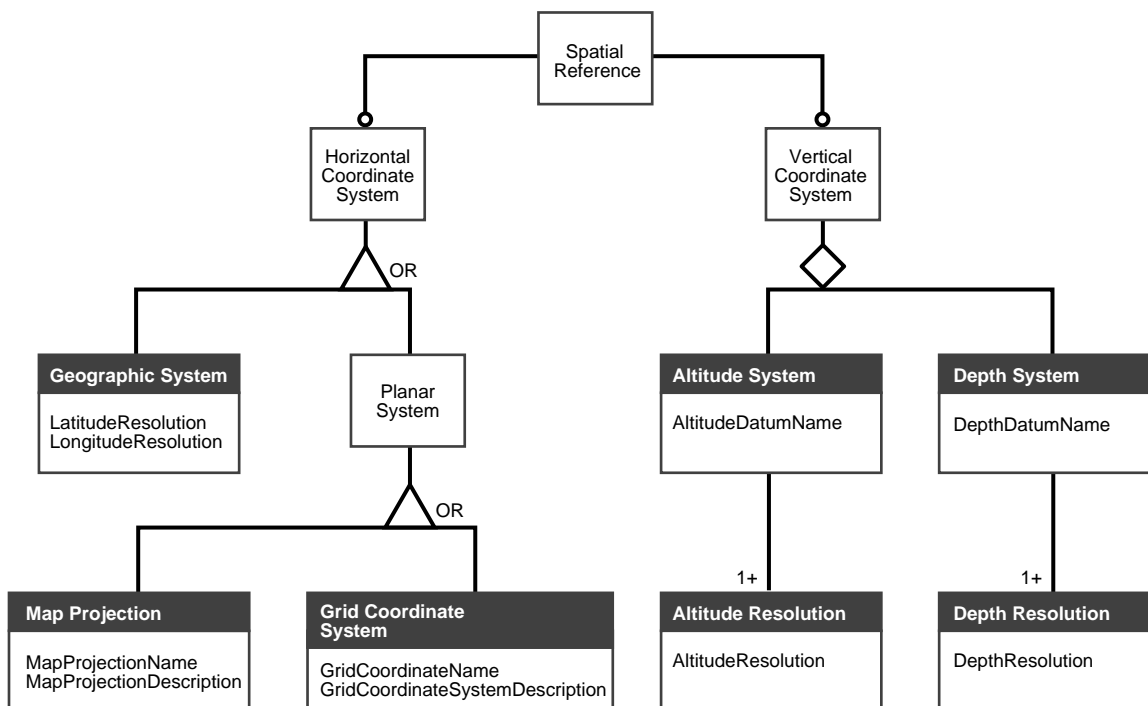 Spatial
Reference
Horizontal
Coordinate
System
Vertical
Coordinate
System
OR
Geographic System
LatitudeResolution
LongitudeResolution
Planar
System
Altitude System
AltitudeDatumName
Depth System
DepthDatumName
OR
1+
1+
Map Projection
MapProjectionName
MapProjectionDescription
Grid Coordinate
System
GridCoordinateName
GridCoordinateSystemDescription
Altitude Resolution
AltitudeResolution
Depth Resolution
DepthResolution